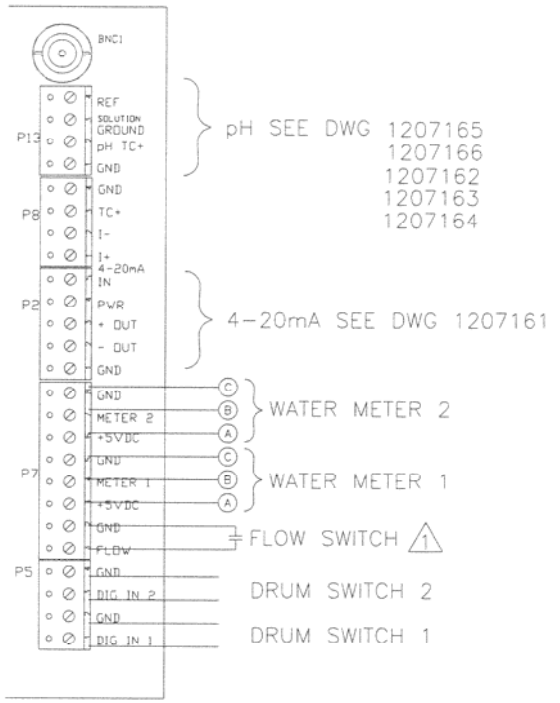 BNC1
P13
REF
SOLUTION
GROUND
pH TC+
GND
pH SEE DWG 1207165
1207166
1207162
1207163
1207164
P8
GND
TC+
I-
I+
P2
4-20mA
IN
PWR
+ OUT
- OUT
GND
4-20mA SEE DWG 1207161
P7
GND
C
METER 2
B
WATER METER 2
+5VDC
A
GND
C
METER 1
B
WATER METER 1
+5VDC
A
GND
FLOW SWITCH 1
FLOW
P5
GND
DIG IN 2
DRUM SWITCH 2
GND
DIG IN 1
DRUM SWITCH 1